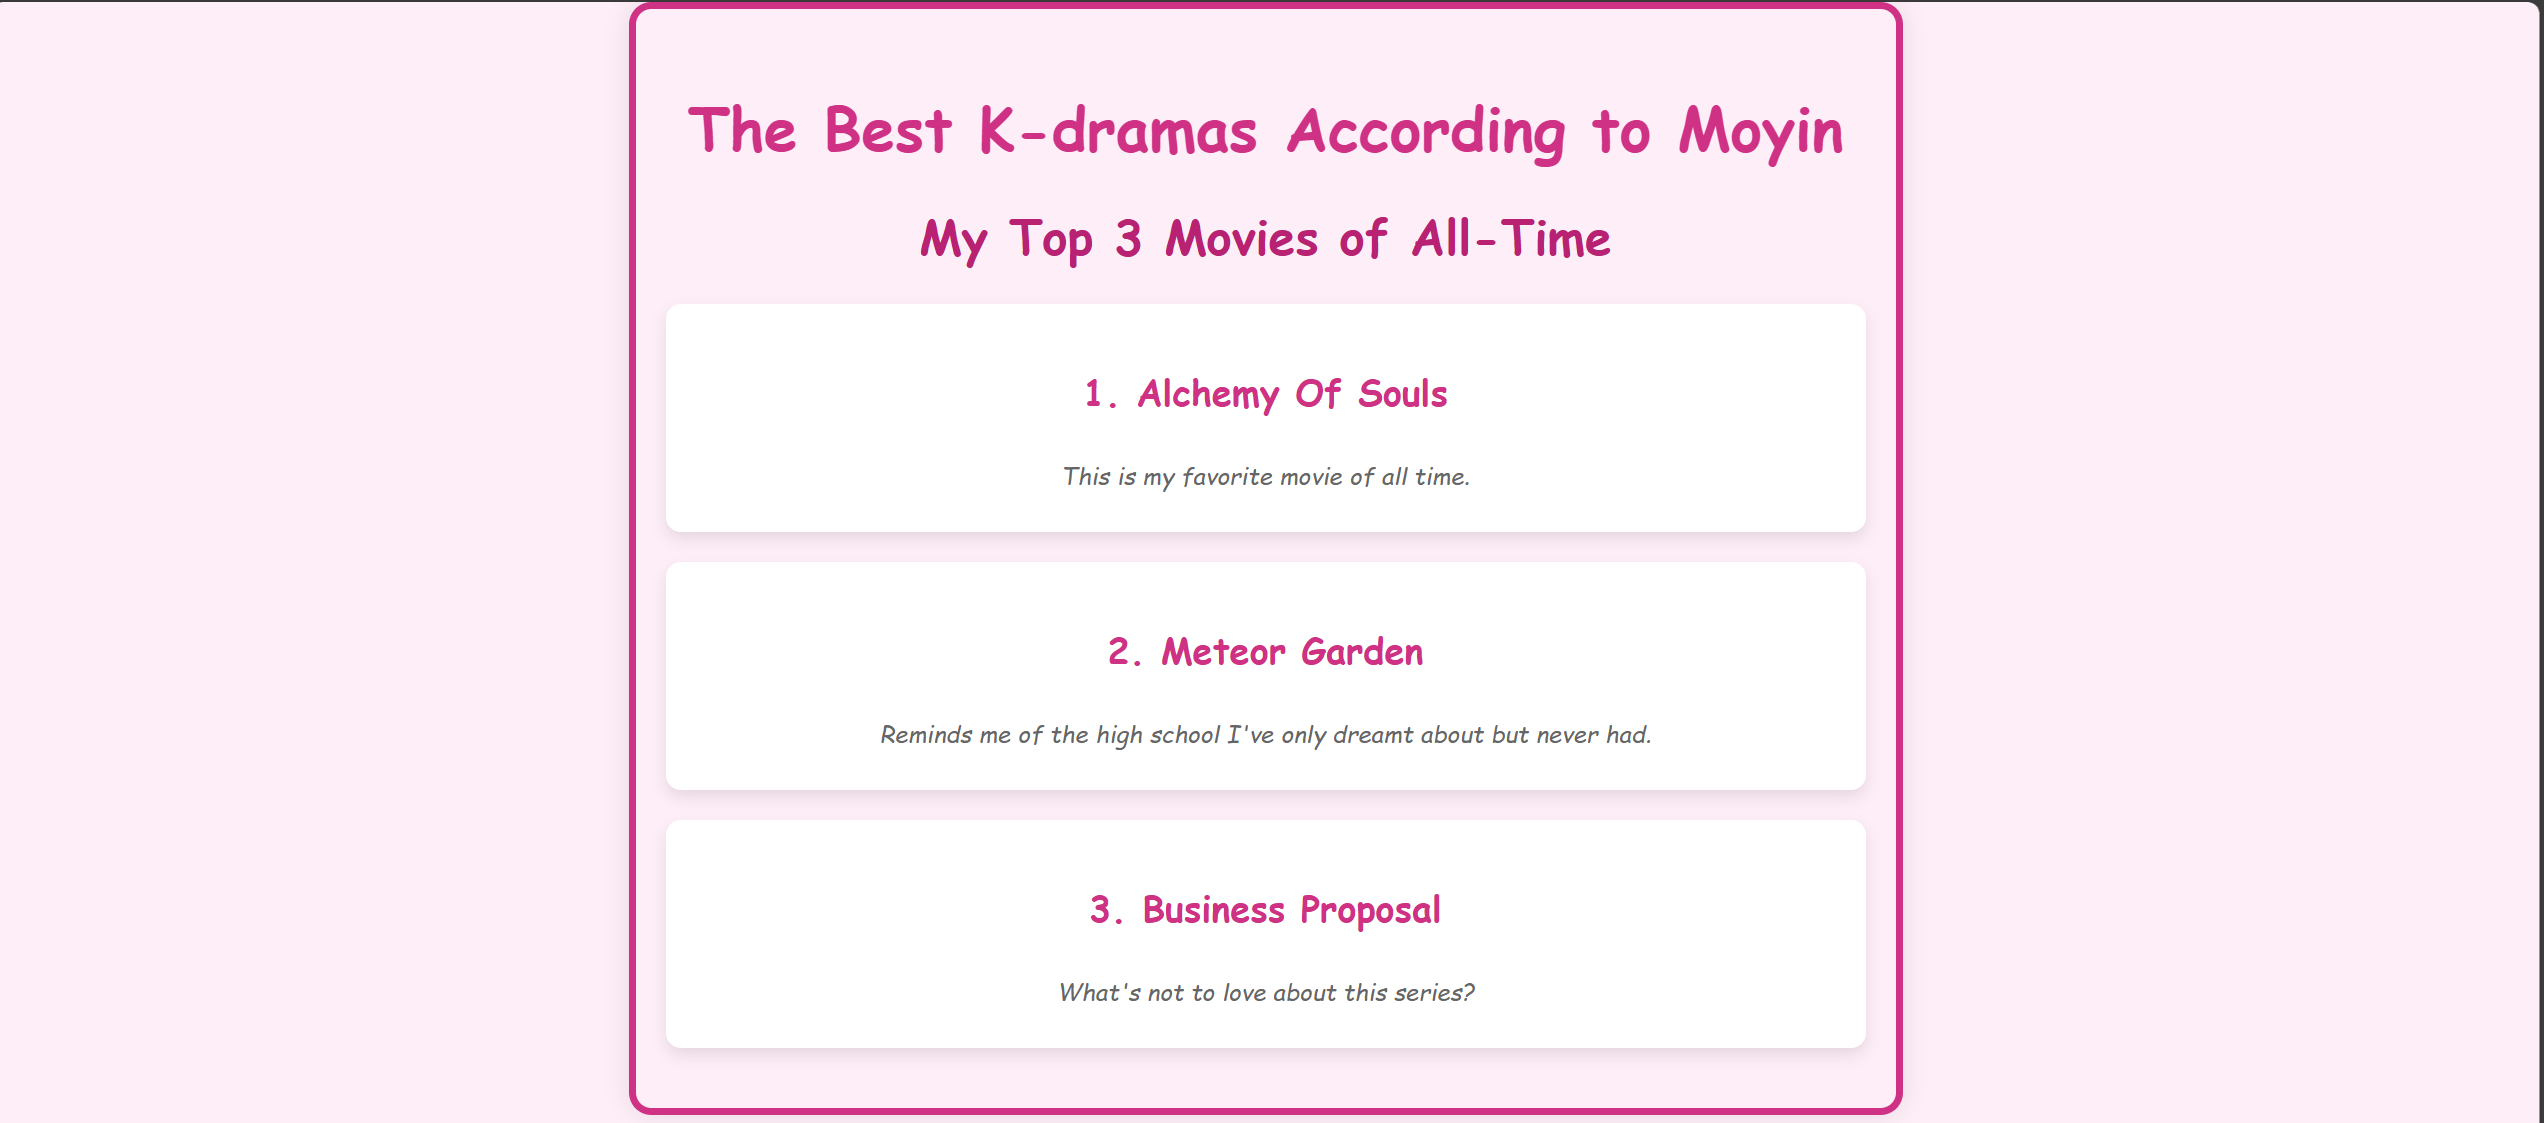 The Best K-dramas According to Moyin
My Top 3 Movies of All-Time
1. Alchemy Of Souls
This is my favorite movie of all time.
2. Meteor Garden
Reminds me of the high school I've only dreamt about but never had.
3. Business Proposal
What's not to love about this series?